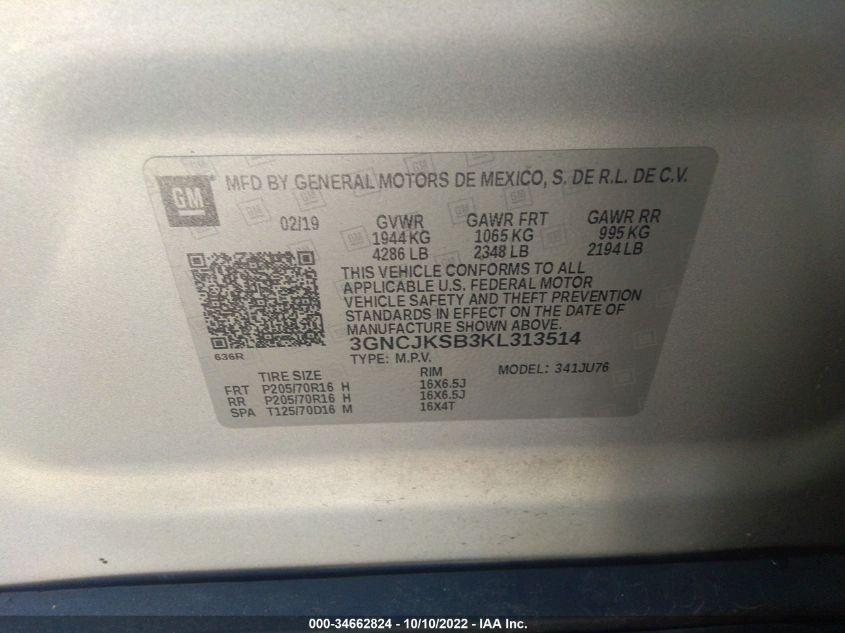 GM
MFD BY GENERAL MOTORS DE MEXICO, S. DE R.L. DE C.V.
02/19 GVWR GAWR FRT GAWR RR
1944 KG 1065 KG 995 KG
4286 LB 2348 LB 2194 LB
THIS VEHICLE CONFORMS TO ALL
APPLICABLE U.S. FEDERAL MOTOR
VEHICLE SAFETY AND THEFT PREVENTION
STANDARDS IN EFFECT ON THE DATE OF
MANUFACTURE SHOWN ABOVE.
3GNCJKSB3KL313514
636R
TYPE: M.P.V.
MODEL: 341JU76
TIRE SIZE RIM
FRT P205/70R16 H 16X6.5J
RR P205/70R16 H 16X6.5J
SPA T125/70D16 M 16X4T
000-34662824 - 10/10/2022 - IAA Inc.